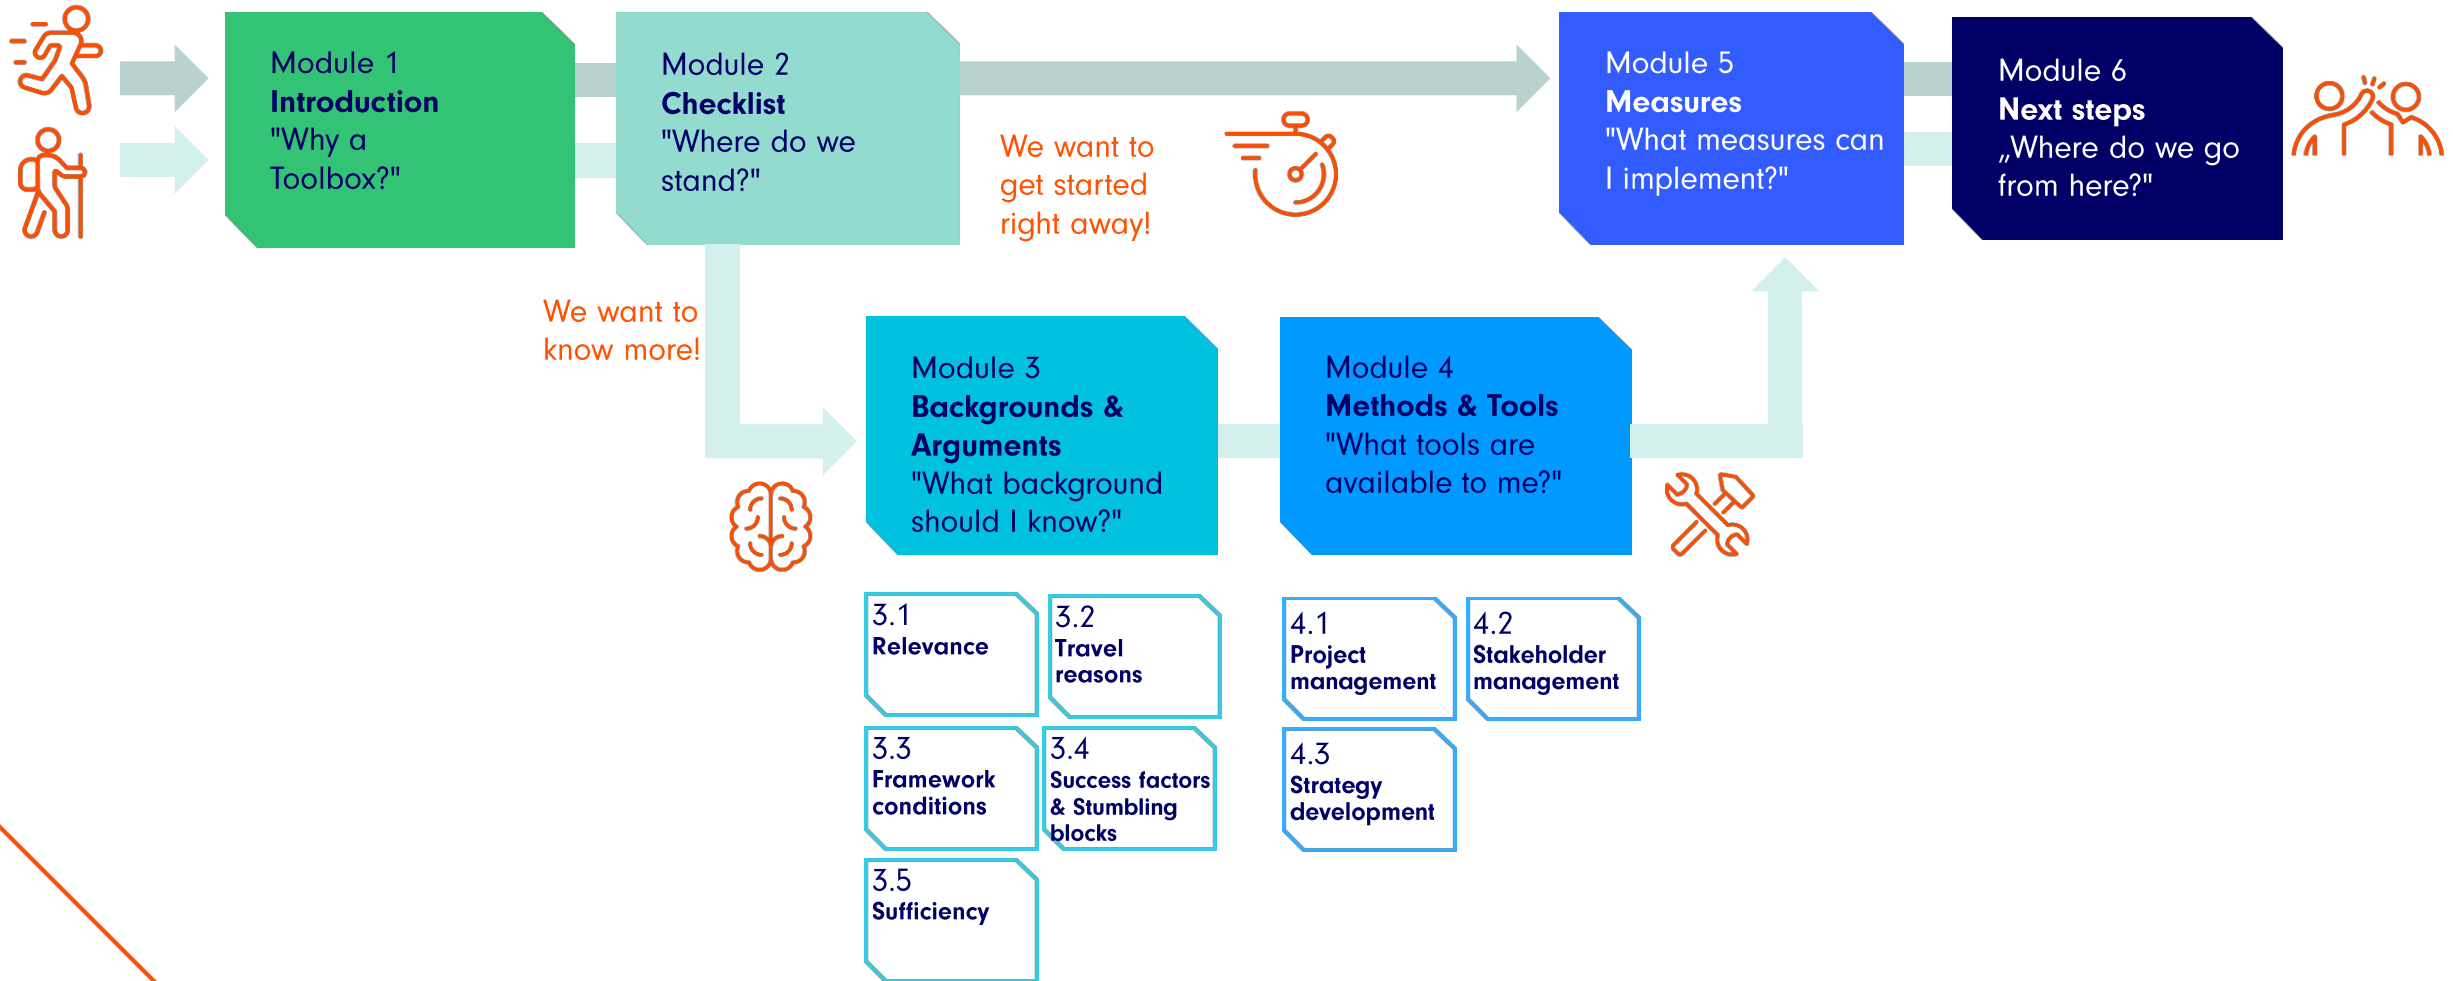 Module 1
Introduction
"Why a
Toolbox?"
Module 2
Checklist
"Where do we
stand?"
We want to
get started
right away!
Module 5
Measures
"What measures can
I implement?"
Module 6
Next steps
„Where do we go
from here?"
We want to
know more!
Module 3
Backgrounds &
Arguments
"What background
should I know?"
Module 4
Methods & Tools
"What tools are
available to me?"
3.1
Relevance
3.2
Travel
reasons
3.3
Framework
conditions
3.4
Success factors
& Stumbling
blocks
3.5
Sufficiency
4.1
Project
management
4.2
Stakeholder
management
4.3
Strategy
development